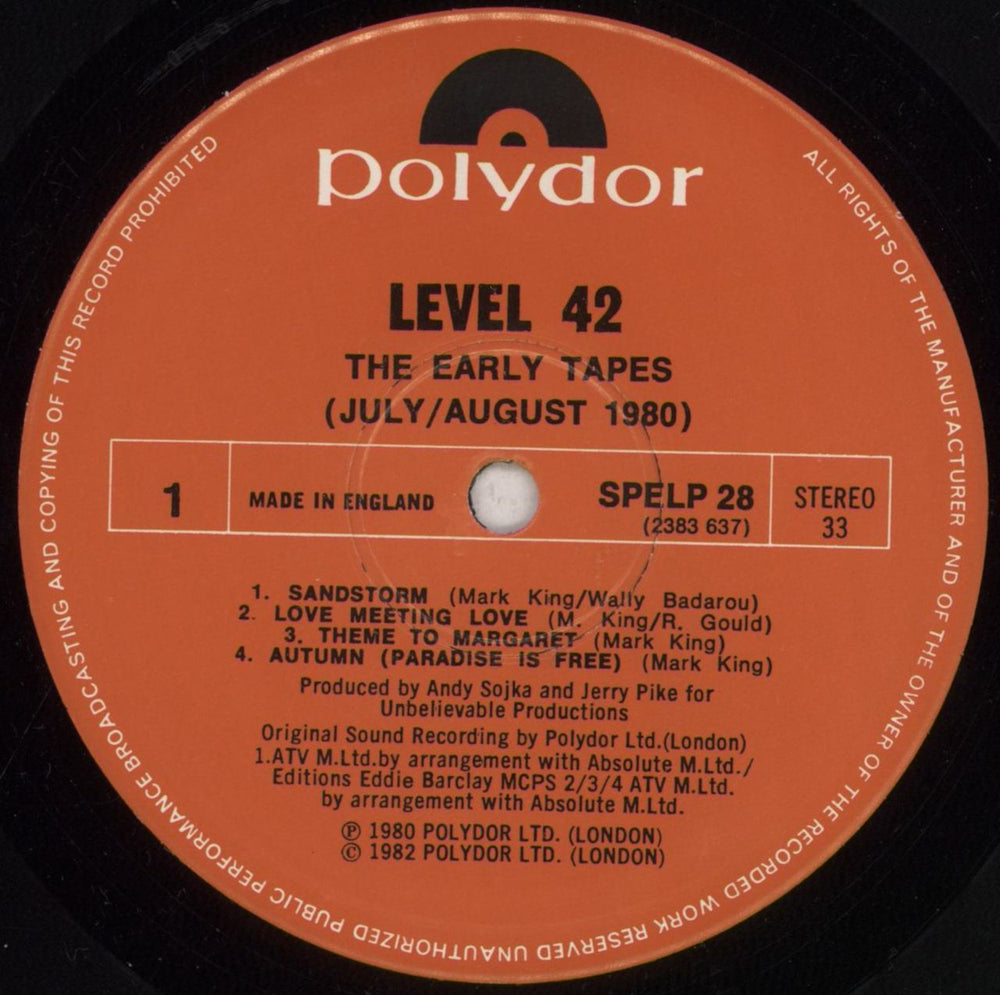 polydor
LEVEL 42
THE EARLY TAPES
(JULY/AUGUST 1980)
1
MADE IN ENGLAND
SPELP 28
(2383 637)
STEREO
33
1. SANDSTORM (Mark King/Wally Badarou)
2. LOVE MEETING LOVE (M. King/R. Gould)
3. THEME TO MARGARET (Mark King)
4. AUTUMN (PARADISE IS FREE) (Mark King)
Produced by Andy Sojka and Jerry Pike for
Unbelievable Productions
Original Sound Recording by Polydor Ltd.(London)
1.ATV M.Ltd.by arrangement with Absolute M.Ltd./
Editions Eddie Barclay MCPS 2/3/4 ATV M.Ltd.
by arrangement with Absolute M.Ltd.
℗ 1980 POLYDOR LTD. (LONDON)
© 1982 POLYDOR LTD. (LONDON)
ALL RIGHTS OF THE MANUFACTURER AND OF THE OWNER OF THE RECORDED WORK RESERVED UNAUTHORIZED PUBLIC PERFORMANCE BROADCASTING AND COPYING OF THIS RECORD PROHIBITED